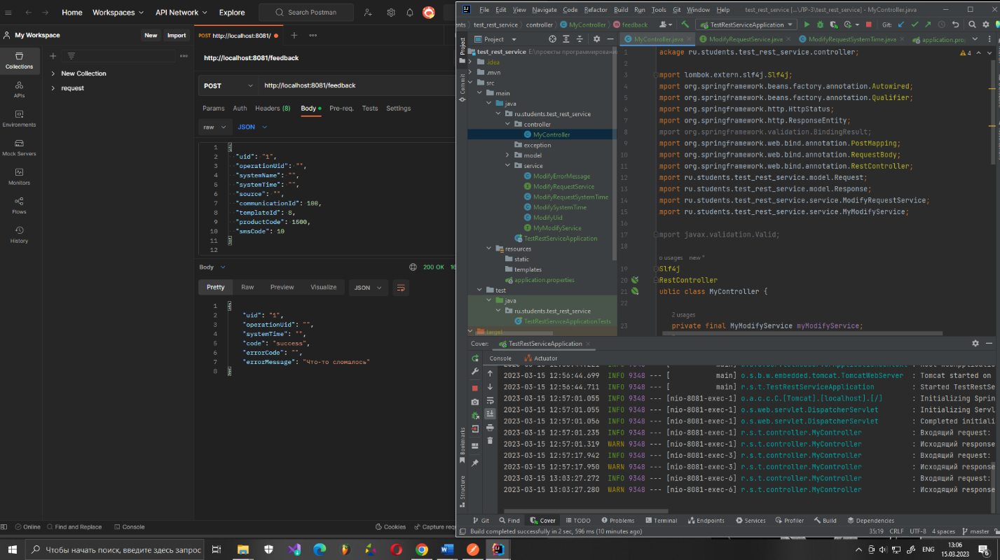 Home Workspaces API Network Explore Search Postman
My Workspace New Import
Collections
APIs
Environments
Mock Servers
Monitors
Flows
History
New Collection
request
POST http://localhost:8081/
http://localhost:8081/feedback
POST http://localhost:8081/feedback
Params Auth Headers (8) Body Pre-req. Tests Settings
raw JSON
1 {
2 "uid": "1",
3 "operationUid": "",
4 "systemName": "",
5 "systemTime": "",
6 "source": "",
7 "communicationId": 100,
8 "templateId": 8,
9 "productCode": 1500,
10 "smsCode": 10
11 }
12
Body 200 OK
Pretty Raw Preview Visualize JSON
1 {
2 "uid": "1",
3 "operationUid": "",
4 "systemTime": "",
5 "code": "success",
6 "errorCode": "",
7 "errorMessage": "Что-то сломалось"
8 }
Online Find and Replace Console Cookies Capture requ
File Edit View Navigate Code Refactor Build Run Tools Git Window Help test_rest_service [...\ЛР-3\test_rest_service] - MyController.java
ents test_rest_service controller MyController feedback TestRestServiceApplication Git:
Project
MyController.java ModifyRequestService.java ModifyRequestSystemTime.java application.pro
Project
Commit
Bookmarks
Structure
test_rest_service E:\проекты программировани
.idea
.mvn
src
main
java
ru.students.test_rest_service
controller
MyController
exception
model
service
ModifyErrorMessage
ModifyRequestService
ModifyRequestSystemTime
ModifySystemTime
ModifyUid
MyModifyService
TestRestServiceApplication
resources
static
templates
application.properties
test
java
ru.students.test_rest_service
TestRestServiceApplicationTests
target
4
1 ackage ru.students.test_rest_service.controller;
2
3 mport lombok.extern.slf4j.Slf4j;
4 mport org.springframework.beans.factory.annotation.Autowired;
5 mport org.springframework.beans.factory.annotation.Qualifier;
6 mport org.springframework.http.HttpStatus;
7 mport org.springframework.http.ResponseEntity;
8 mport org.springframework.validation.BindingResult;
9 mport org.springframework.web.bind.annotation.PostMapping;
10 mport org.springframework.web.bind.annotation.RequestBody;
11 mport org.springframework.web.bind.annotation.RestController;
12 mport ru.students.test_rest_service.model.Request;
13 mport ru.students.test_rest_service.model.Response;
14 mport ru.students.test_rest_service.service.ModifyRequestService;
15 mport ru.students.test_rest_service.service.MyModifyService;
16
17 mport javax.validation.Valid;
18
o usages new *
19 Slf4j
20 RestController
21 ublic class MyController {
22
2 usages
23 private final MyModifyService myModifyService;
Cover: TestRestServiceApplication
Console Actuator
2023-03-15 12:56:44.699 INFO 9348 --- [ main] o.s.b.w.embedded.tomcat.TomcatWebServer : Tomcat started on
2023-03-15 12:56:44.711 INFO 9348 --- [ main] r.s.t.TestRestServiceApplication : Started TestRestSe
2023-03-15 12:57:01.055 INFO 9348 --- [nio-8081-exec-1] o.a.c.c.C.[Tomcat].[localhost].[/] : Initializing Sprin
2023-03-15 12:57:01.055 INFO 9348 --- [nio-8081-exec-1] o.s.web.servlet.DispatcherServlet : Initializing Servl
2023-03-15 12:57:01.056 INFO 9348 --- [nio-8081-exec-1] o.s.web.servlet.DispatcherServlet : Completed initiali
2023-03-15 12:57:01.235 INFO 9348 --- [nio-8081-exec-1] r.s.t.controller.MyController : Входящий request:
2023-03-15 12:57:01.319 WARN 9348 --- [nio-8081-exec-1] r.s.t.controller.MyController : Исходящий response
2023-03-15 12:57:17.942 INFO 9348 --- [nio-8081-exec-3] r.s.t.controller.MyController : Входящий request:
2023-03-15 12:57:17.950 WARN 9348 --- [nio-8081-exec-3] r.s.t.controller.MyController : Исходящий response
2023-03-15 13:03:27.272 INFO 9348 --- [nio-8081-exec-6] r.s.t.controller.MyController : Входящий request:
2023-03-15 13:03:27.280 WARN 9348 --- [nio-8081-exec-6] r.s.t.controller.MyController : Исходящий response
Git Find Cover TODO Problems Terminal Endpoints Services Profiler Build Dependencies
Build completed successfully in 2 sec, 596 ms (10 minutes ago) 35:19 CRLF UTF-8 4 spaces master
Чтобы начать поиск, введите здесь запрос
ENG 13:06
15.03.2023 6